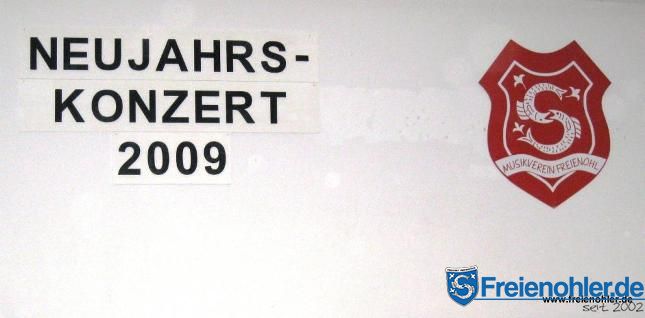 NEUJAHRS-
KONZERT
2009
MUSIKVEREIN FREIENOHL
Freienohler.de
www.freienohler.de
seit 2002